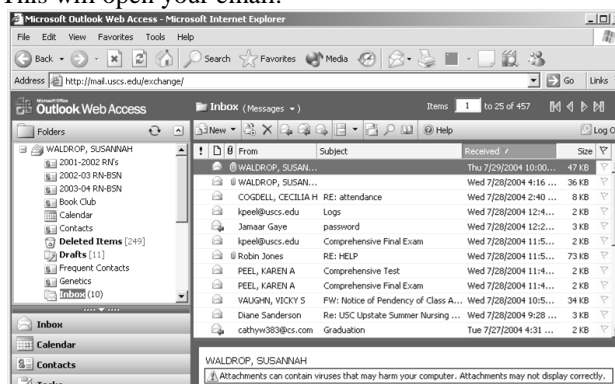 This will open your email.
Microsoft Outlook Web Access - Microsoft Internet Explorer
File Edit View Favorites Tools Help
Back Search Favorites Media
Address http://mail.uscs.edu/exchange/ Go Links
Microsoft Office
Outlook Web Access Inbox (Messages) Items 1 to 25 of 457
Folders New Help Log O
! From Subject Received Size
WALDROP, SUSANNAH
2001-2002 RN's
2002-03 RN-BSN
2003-04 RN-BSN
Book Club
Calendar
Contacts
Deleted Items [249]
Drafts [11]
Frequent Contacts
Genetics
Inbox (10)
WALDROP, SUSAN... Thu 7/29/2004 10:00... 47 KB
WALDROP, SUSAN... Wed 7/28/2004 4:16 ... 36 KB
COGDELL, CECILIA H RE: attendance Wed 7/28/2004 2:40 ... 8 KB
kpeel@uscs.edu Logs Wed 7/28/2004 12:4... 2 KB
Jamaar Gaye password Wed 7/28/2004 12:2... 3 KB
kpeel@uscs.edu Comprehensive Final Exam Wed 7/28/2004 11:5... 2 KB
Robin Jones RE: HELP Wed 7/28/2004 11:5... 73 KB
PEEL, KAREN A Comprehensive Test Wed 7/28/2004 11:4... 2 KB
PEEL, KAREN A Comprehensive Final Exam Wed 7/28/2004 11:4... 2 KB
VAUGHN, VICKY S FW: Notice of Pendency of Class A... Wed 7/28/2004 10:5... 34 KB
Diane Sanderson Re: USC Upstate Summer Nursing ... Wed 7/28/2004 9:28 ... 3 KB
cathyw383@cs.com Graduation Tue 7/27/2004 4:31 ... 2 KB
Inbox
Calendar
Contacts
Tasks
WALDROP, SUSANNAH
Attachments can contain viruses that may harm your computer. Attachments may not display correctly.